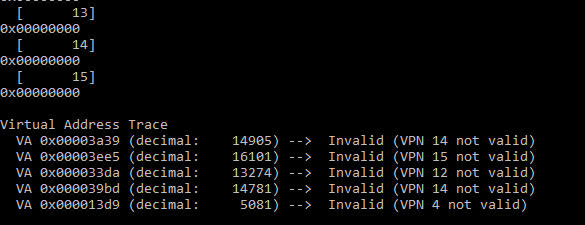 0x00000000
[ 13]
0x00000000
[ 14]
0x00000000
[ 15]
0x00000000
Virtual Address Trace
VA 0x00003a39 (decimal: 14905) --> Invalid (VPN 14 not valid)
VA 0x00003ee5 (decimal: 16101) --> Invalid (VPN 15 not valid)
VA 0x000033da (decimal: 13274) --> Invalid (VPN 12 not valid)
VA 0x000039bd (decimal: 14781) --> Invalid (VPN 14 not valid)
VA 0x000013d9 (decimal: 5081) --> Invalid (VPN 4 not valid)